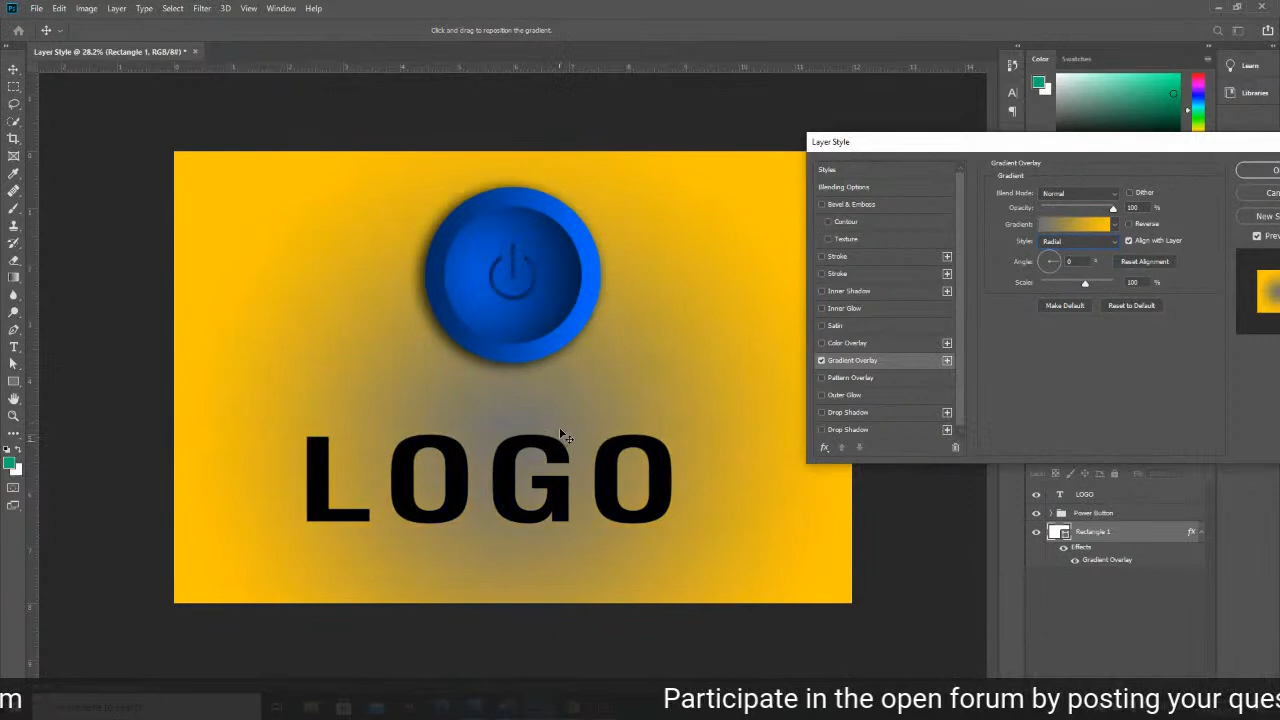 File Edit Image Layer Type Select Filter 3D View Window Help
Click and drag to reposition the gradient.
Layer Style @ 28.2% (Rectangle 1, RGB/8#) *
Color Swatches
Learn
Libraries
Layer Style
Styles
Blending Options
Bevel & Emboss
Contour
Texture
Stroke
Stroke
Inner Shadow
Inner Glow
Satin
Color Overlay
Gradient Overlay
Pattern Overlay
Outer Glow
Drop Shadow
Drop Shadow
Gradient Overlay
Gradient
Blend Mode: Normal Dither
Opacity: 100 %
Gradient: Reverse
Style: Radial Align with Layer
Angle: 0 ° Reset Alignment
Scale: 100 %
Make Default Reset to Default
O
Can
New S
Prev
LOGO
LOGO
Power Button
Rectangle 1 fx
Effects
Gradient Overlay
m Participate in the open forum by posting your ques